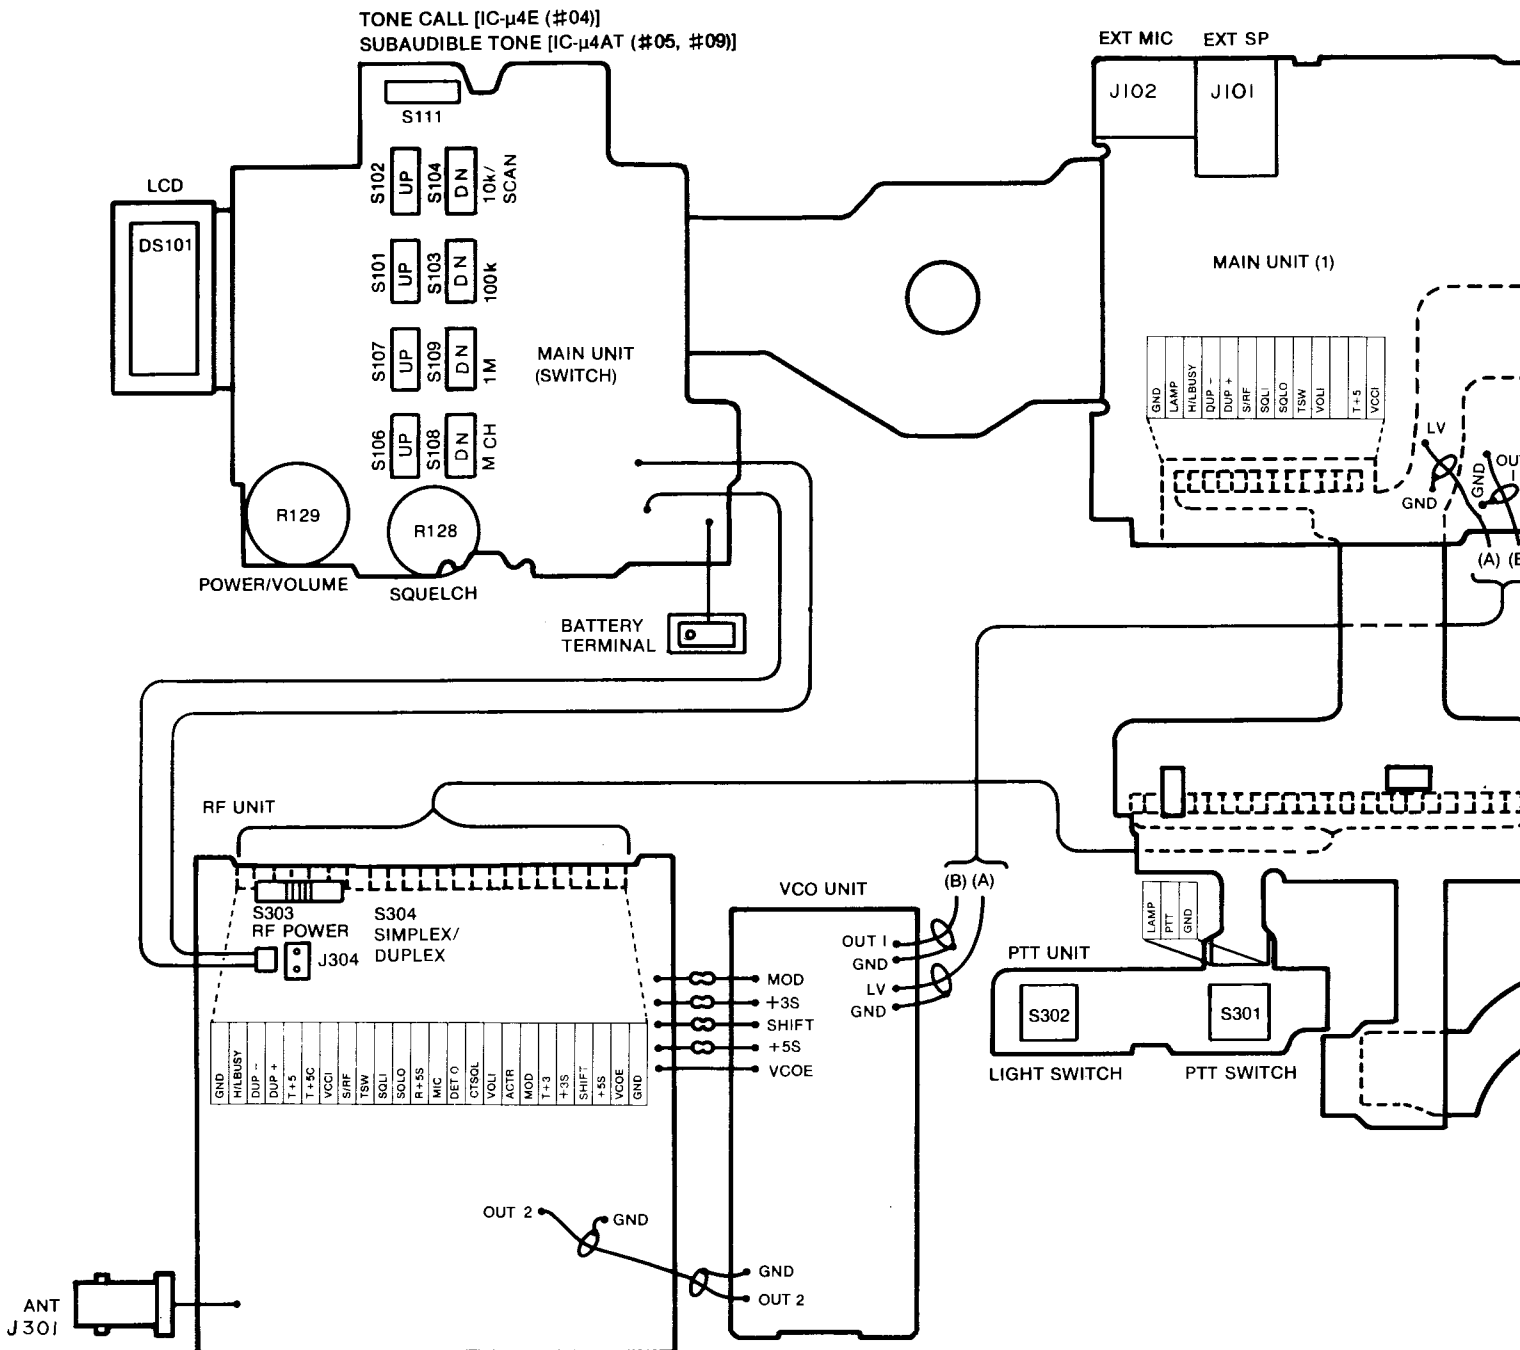 TONE CALL [IC-μ4E (#04)]
SUBAUDIBLE TONE [IC-μ4AT (#05, #09)]
S111
S102
UP
S104
DN
10k/
SCAN
LCD
DS101
S101
UP
S103
DN
100k
S107
UP
S109
DN
1M
MAIN UNIT
(SWITCH)
S106
UP
S108
DN
M CH
R129
R128
POWER/VOLUME
SQUELCH
BATTERY
TERMINAL
EXT MIC
EXT SP
J102
J101
MAIN UNIT (1)
GND
LAMP
H/LBUSY
DUP -
DUP +
S/RF
SQLI
SQLO
TSW
VOLI
T+5
VCCI
LV
GND
GND
(A)
RF UNIT
S303
RF POWER
S304
SIMPLEX/
DUPLEX
J304
GND
H/LBUSY
DUP -
DUP +
T+5
T+5C
VCCI
S/RF
TSW
SQLI
SQLO
R+5S
MIC
DET O
CTSQL
VOLI
ACTR
MOD
T+3
+3S
SHIFT
+5S
VCOE
GND
VCO UNIT
(B) (A)
OUT I
GND
LV
GND
MOD
+3S
SHIFT
+5S
VCOE
OUT 2
GND
GND
OUT 2
LAMP
PTT
GND
PTT UNIT
S302
S301
LIGHT SWITCH
PTT SWITCH
ANT
J301